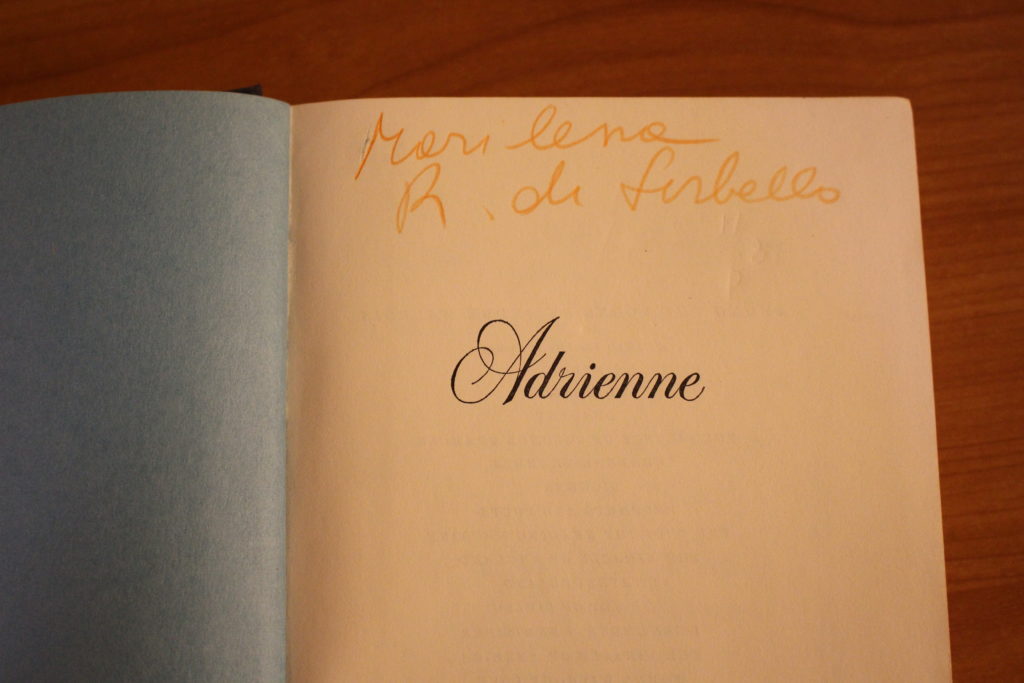 Marilena
R. di Sorbello
Adrienne